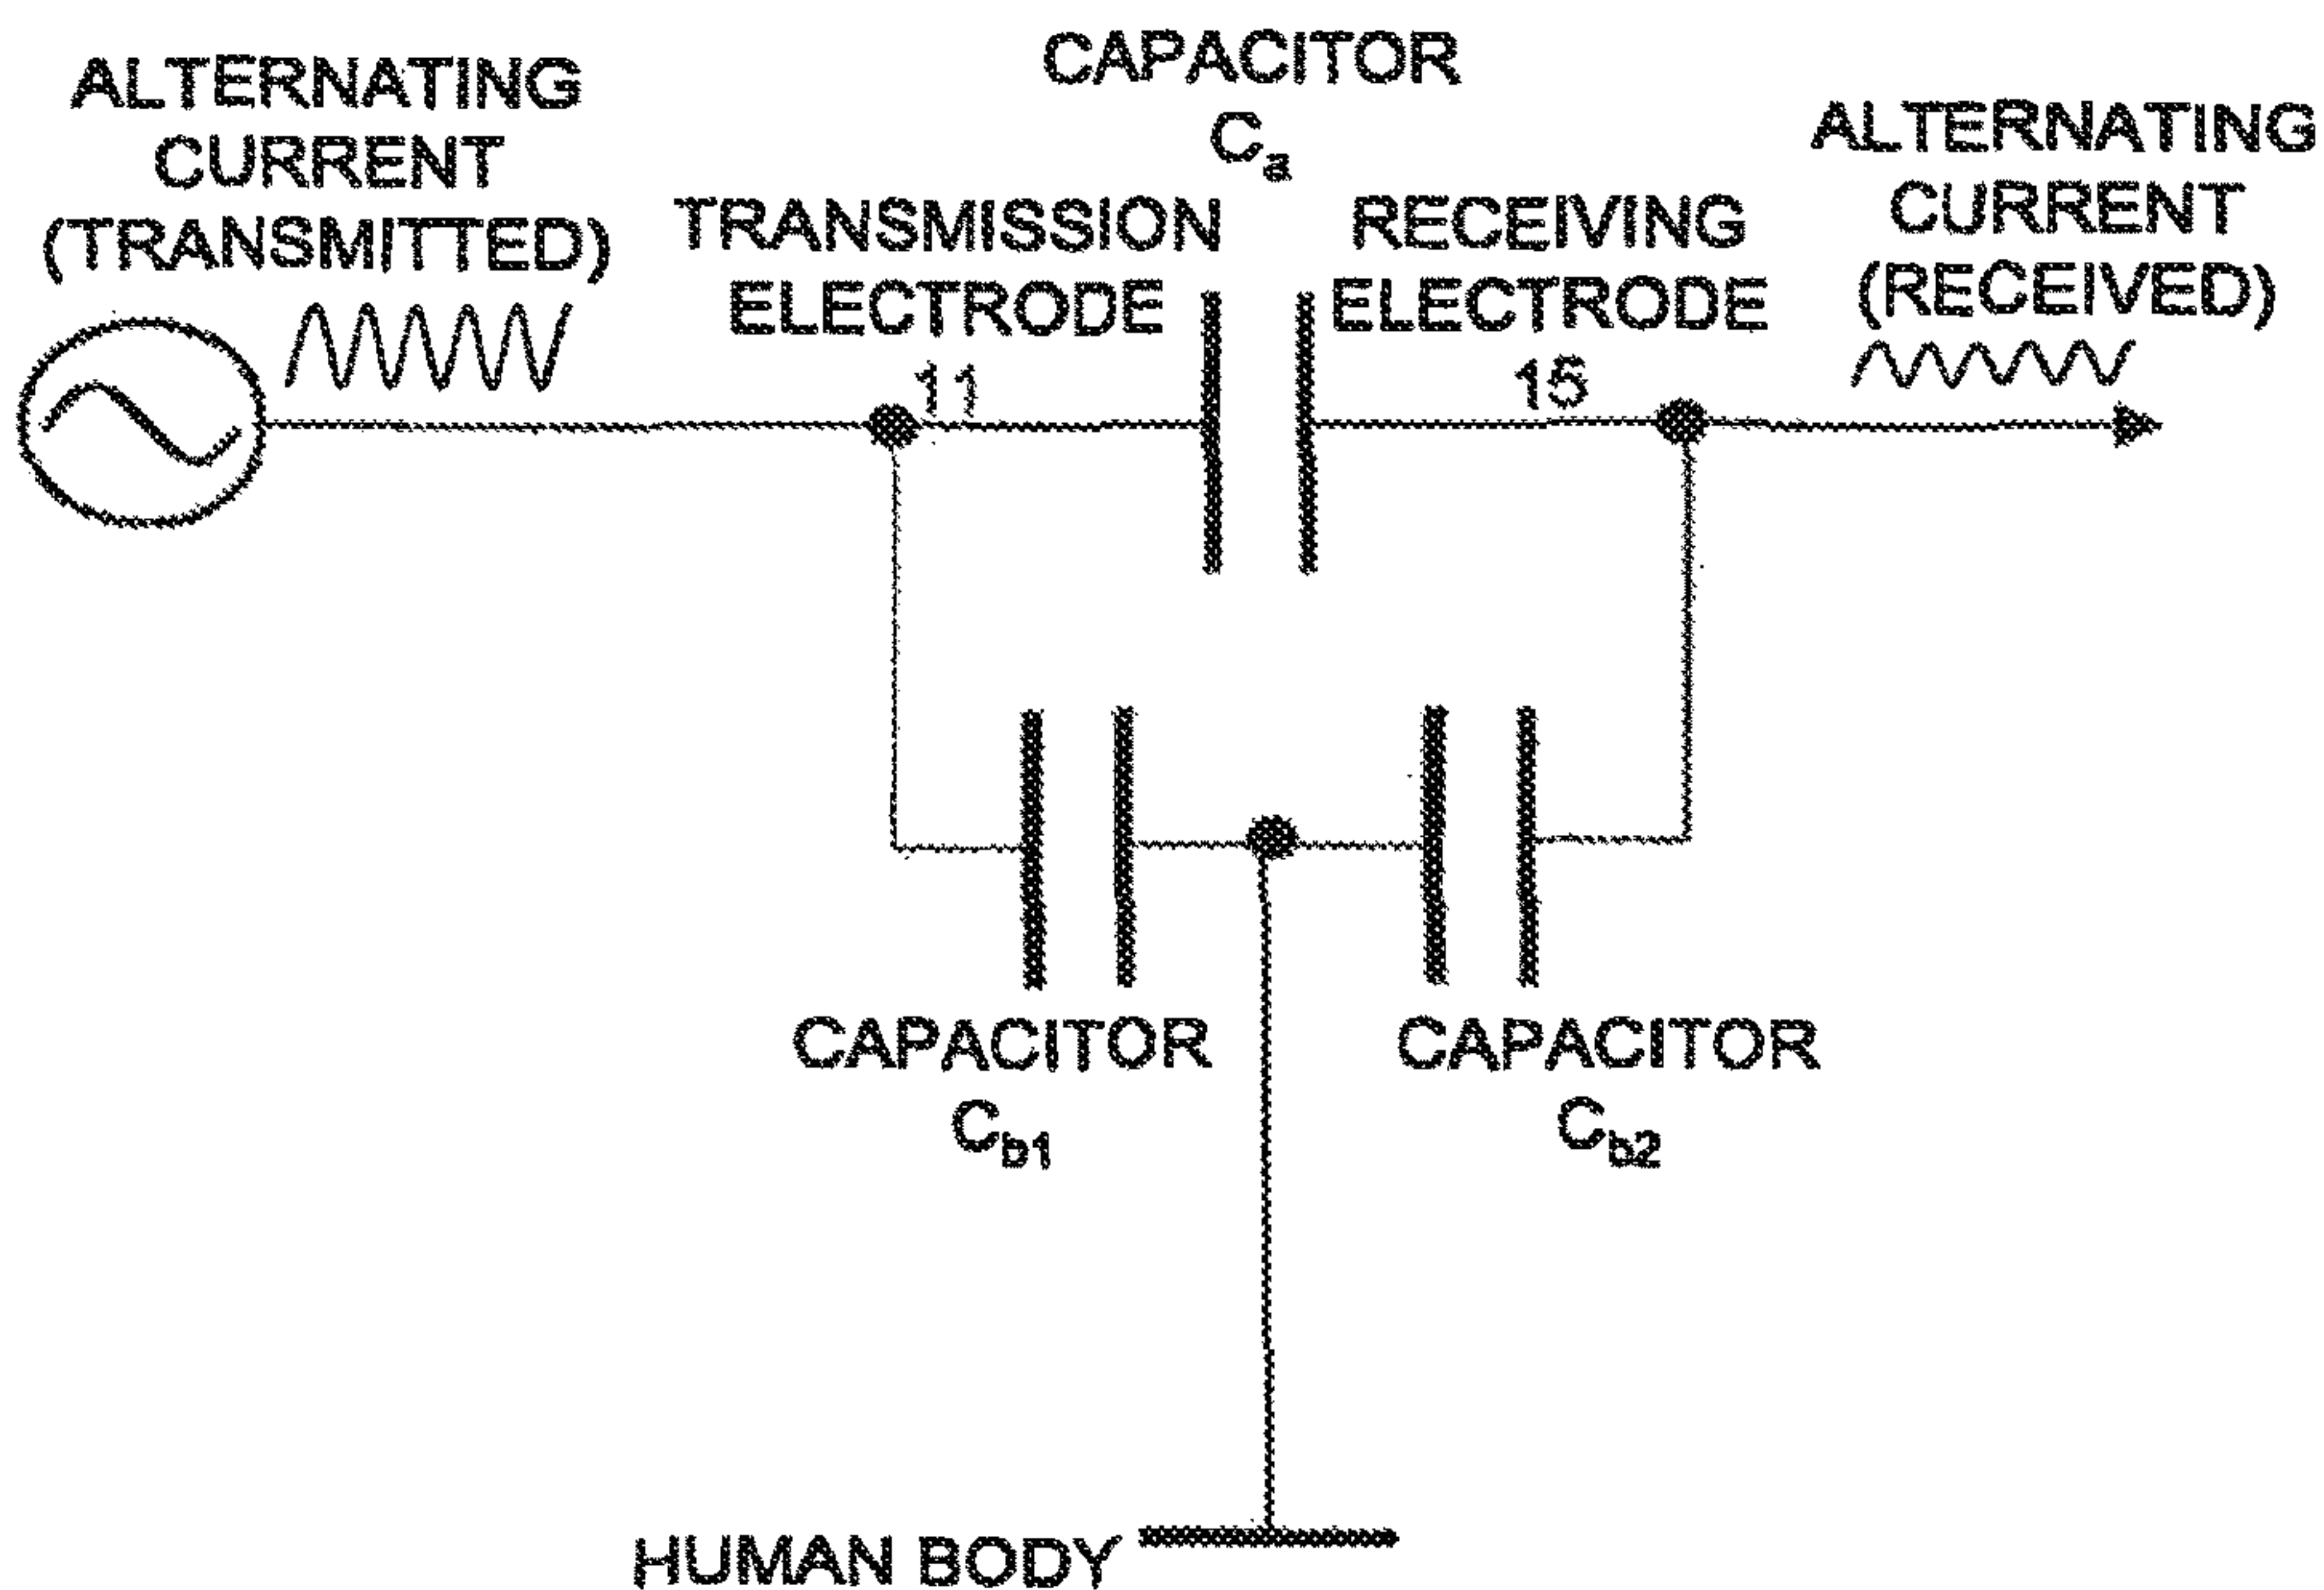 ALTERNATING
CURRENT
(TRANSMITTED)
CAPACITOR
Ca
TRANSMISSION
ELECTRODE
11
RECEIVING
ELECTRODE
15
ALTERNATING
CURRENT
(RECEIVED)
CAPACITOR
Cb1
CAPACITOR
Cb2
HUMAN BODY